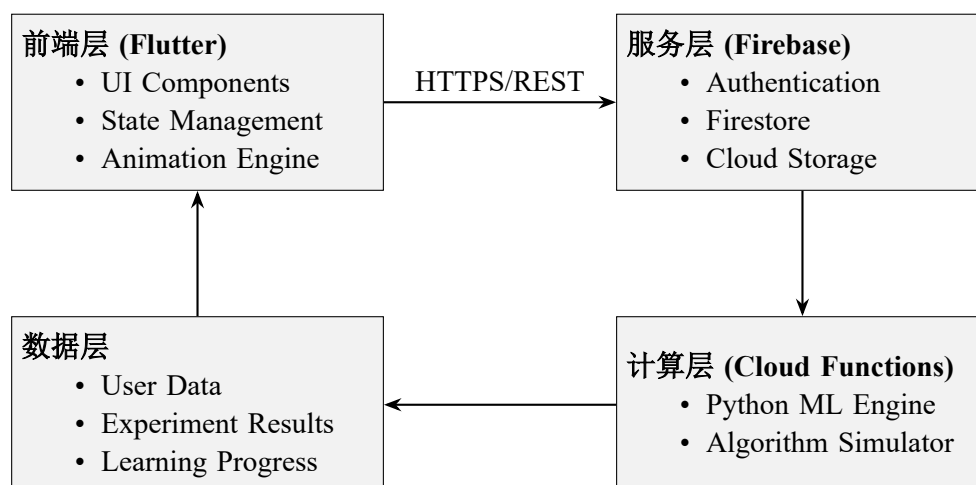 前端层 (Flutter)
• UI Components
• State Management
• Animation Engine
HTTPS/REST
服务层 (Firebase)
• Authentication
• Firestore
• Cloud Storage
数据层
• User Data
• Experiment Results
• Learning Progress
计算层 (Cloud Functions)
• Python ML Engine
• Algorithm Simulator